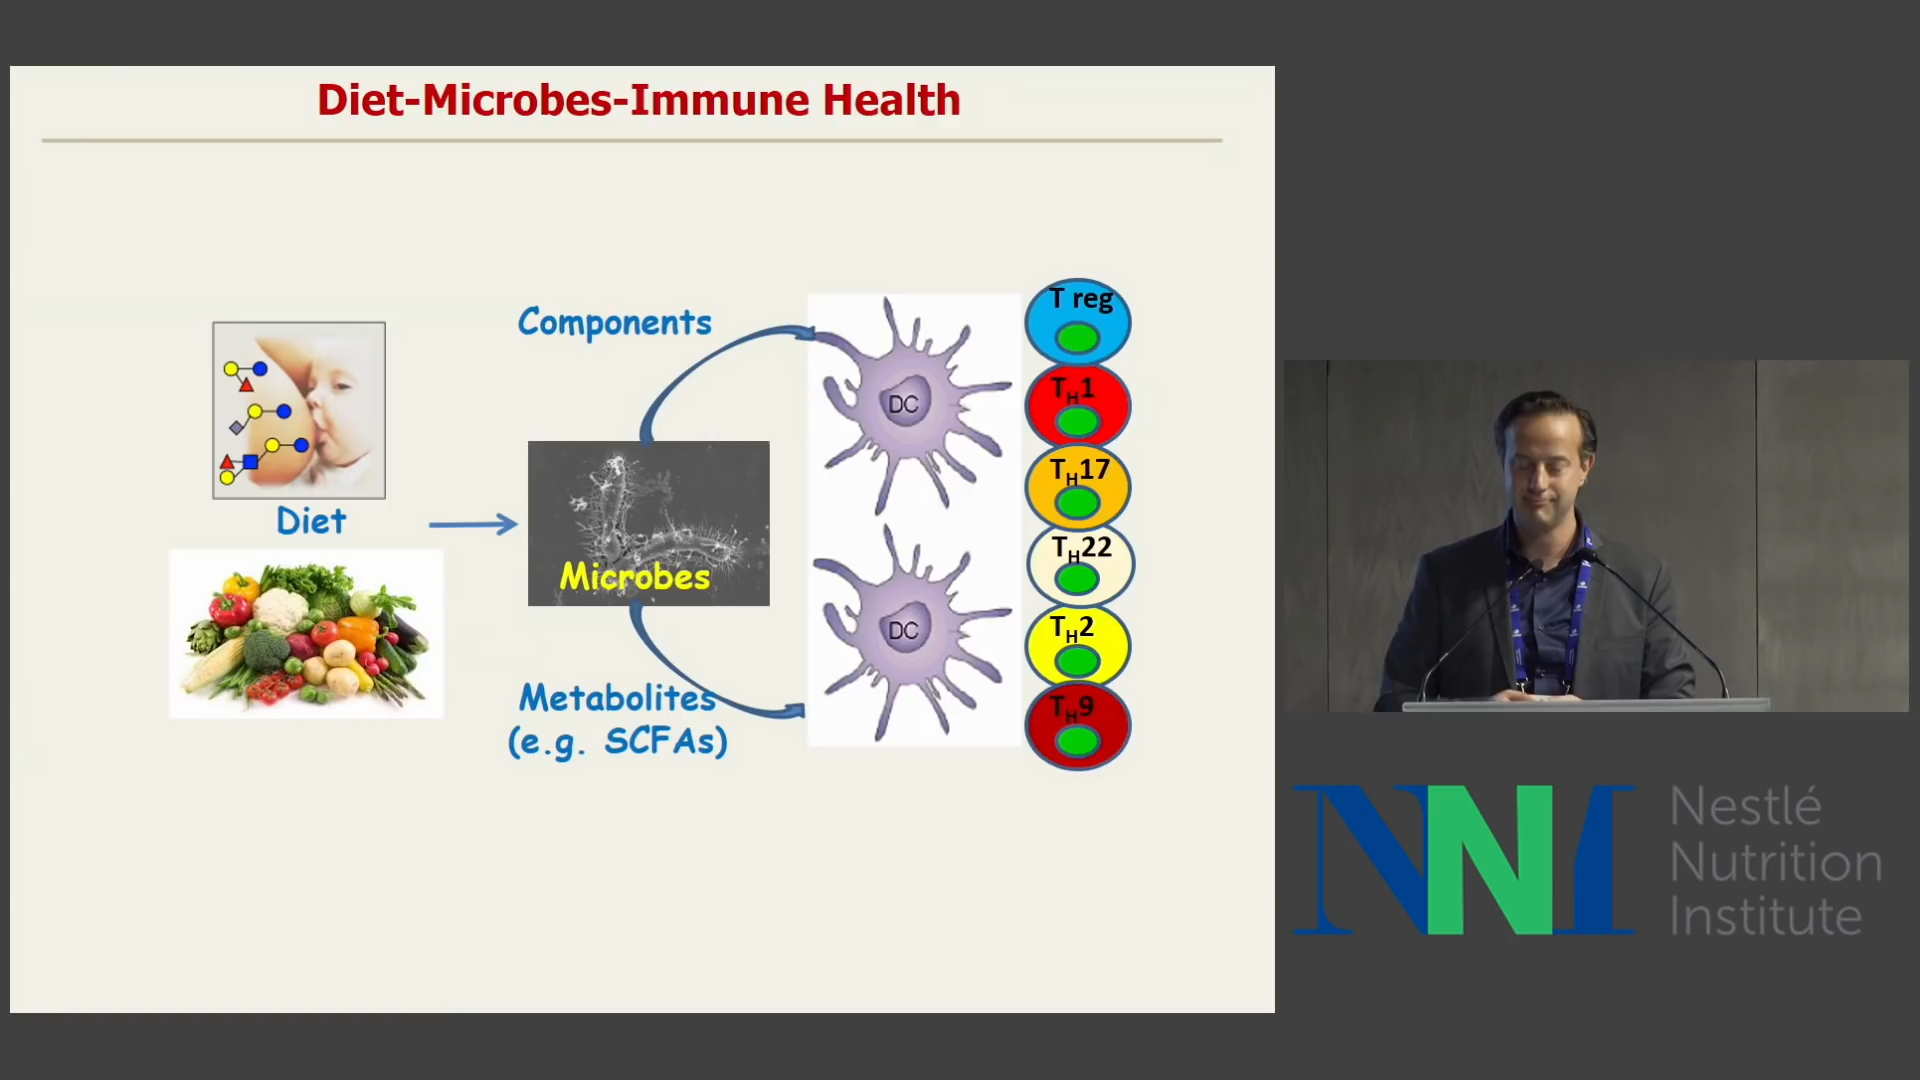 Diet-Microbes-Immune Health
Components
Diet
Microbes
Metabolites
(e.g. SCFAs)
DC
DC
T reg
TH1
TH17
TH22
TH2
TH9
NNI
Nestlé
Nutrition
Institute